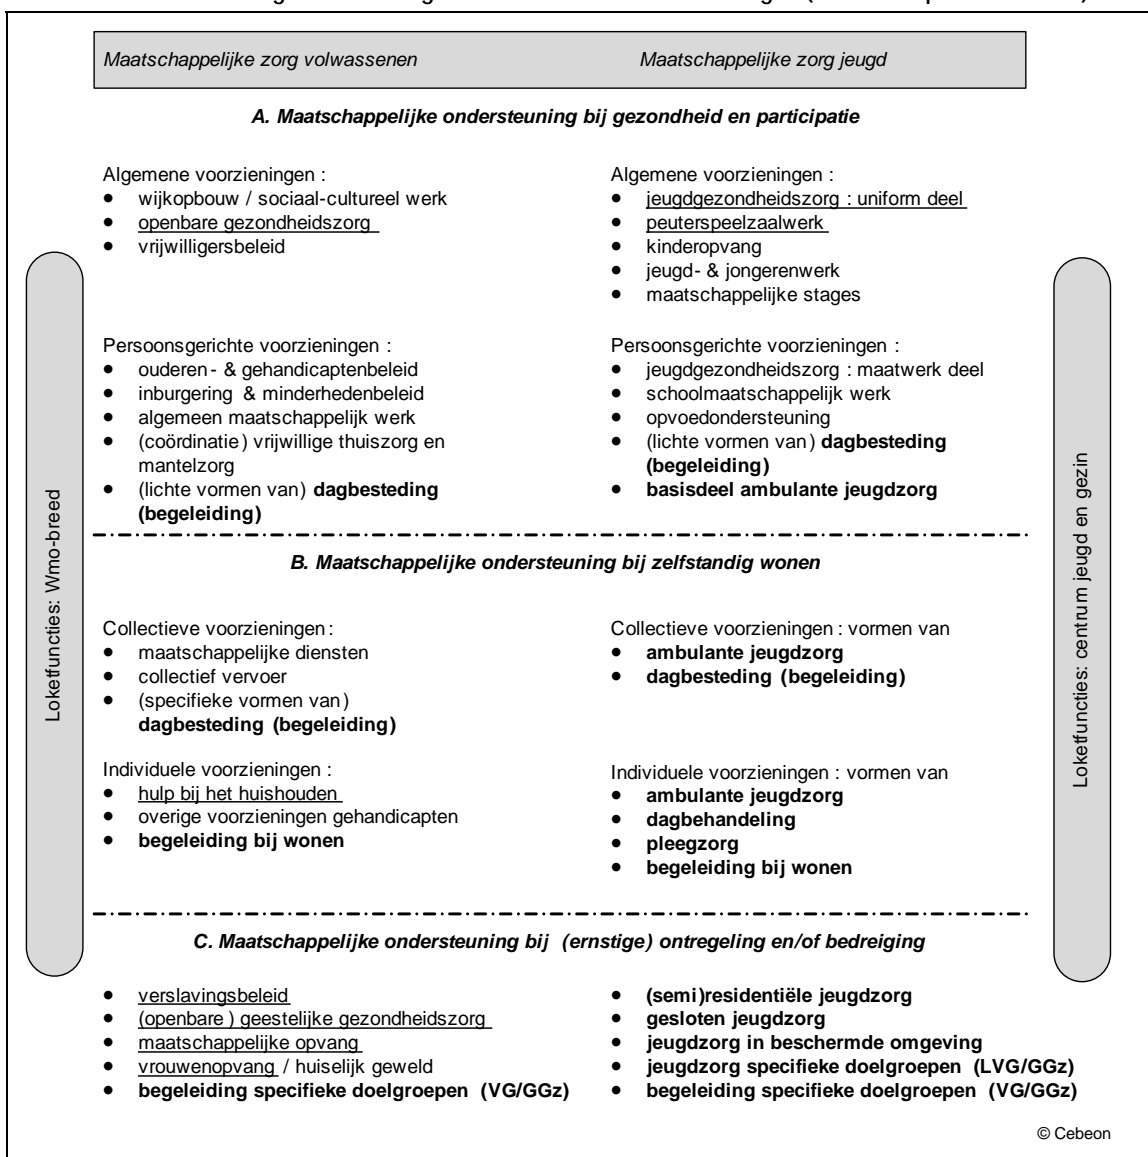 Maatschappelijke zorg volwassenen
Maatschappelijke zorg jeugd
A. Maatschappelijke ondersteuning bij gezondheid en participatie
Algemene voorzieningen :
• wijkopbouw / sociaal-cultureel werk
• openbare gezondheidszorg
• vrijwilligersbeleid
Algemene voorzieningen :
• jeugdgezondheidszorg : uniform deel
• peuterspeelzaalwerk
• kinderopvang
• jeugd- & jongerenwerk
• maatschappelijke stages
Persoonsgerichte voorzieningen :
• ouderen- & gehandicaptenbeleid
• inburgering & minderhedenbeleid
• algemeen maatschappelijk werk
• (coördinatie) vrijwillige thuiszorg en
mantelzorg
• (lichte vormen van) dagbesteding
(begeleiding)
Persoonsgerichte voorzieningen :
• jeugdgezondheidszorg : maatwerk deel
• schoolmaatschappelijk werk
• opvoedondersteuning
• (lichte vormen van) dagbesteding
(begeleiding)
• basisdeel ambulante jeugdzorg
B. Maatschappelijke ondersteuning bij zelfstandig wonen
Collectieve voorzieningen :
• maatschappelijke diensten
• collectief vervoer
• (specifieke vormen van)
dagbesteding (begeleiding)
Collectieve voorzieningen : vormen van
• ambulante jeugdzorg
• dagbesteding (begeleiding)
Individuele voorzieningen :
• hulp bij het huishouden
• overige voorzieningen gehandicapten
• begeleiding bij wonen
Individuele voorzieningen : vormen van
• ambulante jeugdzorg
• dagbehandeling
• pleegzorg
• begeleiding bij wonen
C. Maatschappelijke ondersteuning bij (ernstige) ontregeling en/of bedreiging
• verslavingsbeleid
• (openbare) geestelijke gezondheidszorg
• maatschappelijke opvang
• vrouwenopvang / huiselijk geweld
• begeleiding specifieke doelgroepen (VG/GGz)
• (semi)residentiële jeugdzorg
• gesloten jeugdzorg
• jeugdzorg in beschermde omgeving
• jeugdzorg specifieke doelgroepen (LVG/GGz)
• begeleiding specifieke doelgroepen (VG/GGz)
Loketfuncties: Wmo-breed
Loketfuncties: centrum jeugd en gezin
© Cebeon